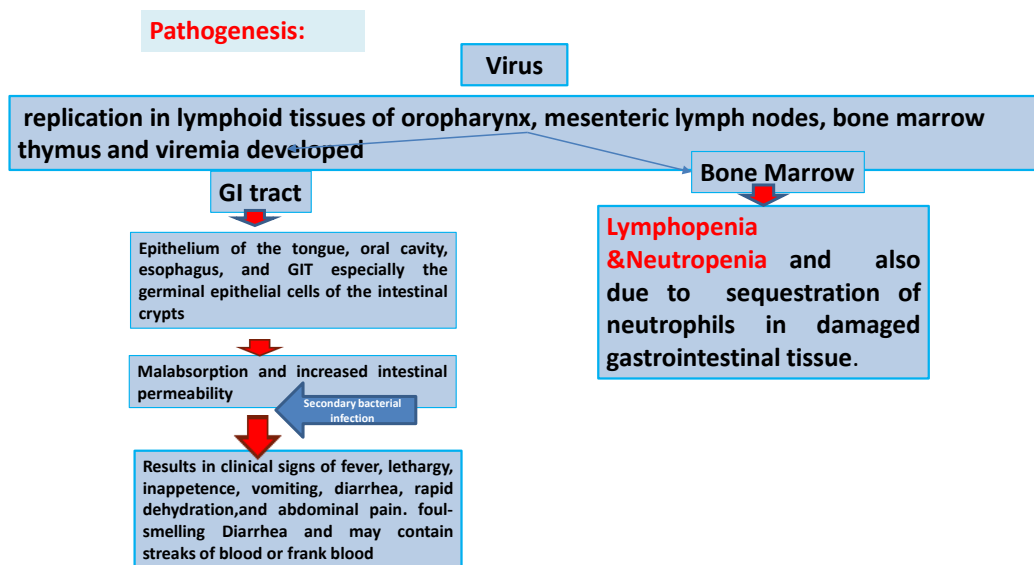 Pathogenesis:
Virus
replication in lymphoid tissues of oropharynx, mesenteric lymph nodes, bone marrow
thymus and viremia developed
GI tract
Epithelium of the tongue, oral cavity,
esophagus, and GIT especially the
germinal epithelial cells of the intestinal
crypts
Malabsorption and increased intestinal
permeability
Secondary bacterial
infection
Results in clinical signs of fever, lethargy,
inappetence, vomiting, diarrhea, rapid
dehydration,and abdominal pain. foul-
smelling Diarrhea and may contain
streaks of blood or frank blood
Bone Marrow
Lymphopenia
&Neutropenia and also
due to sequestration of
neutrophils in damaged
gastrointestinal tissue.